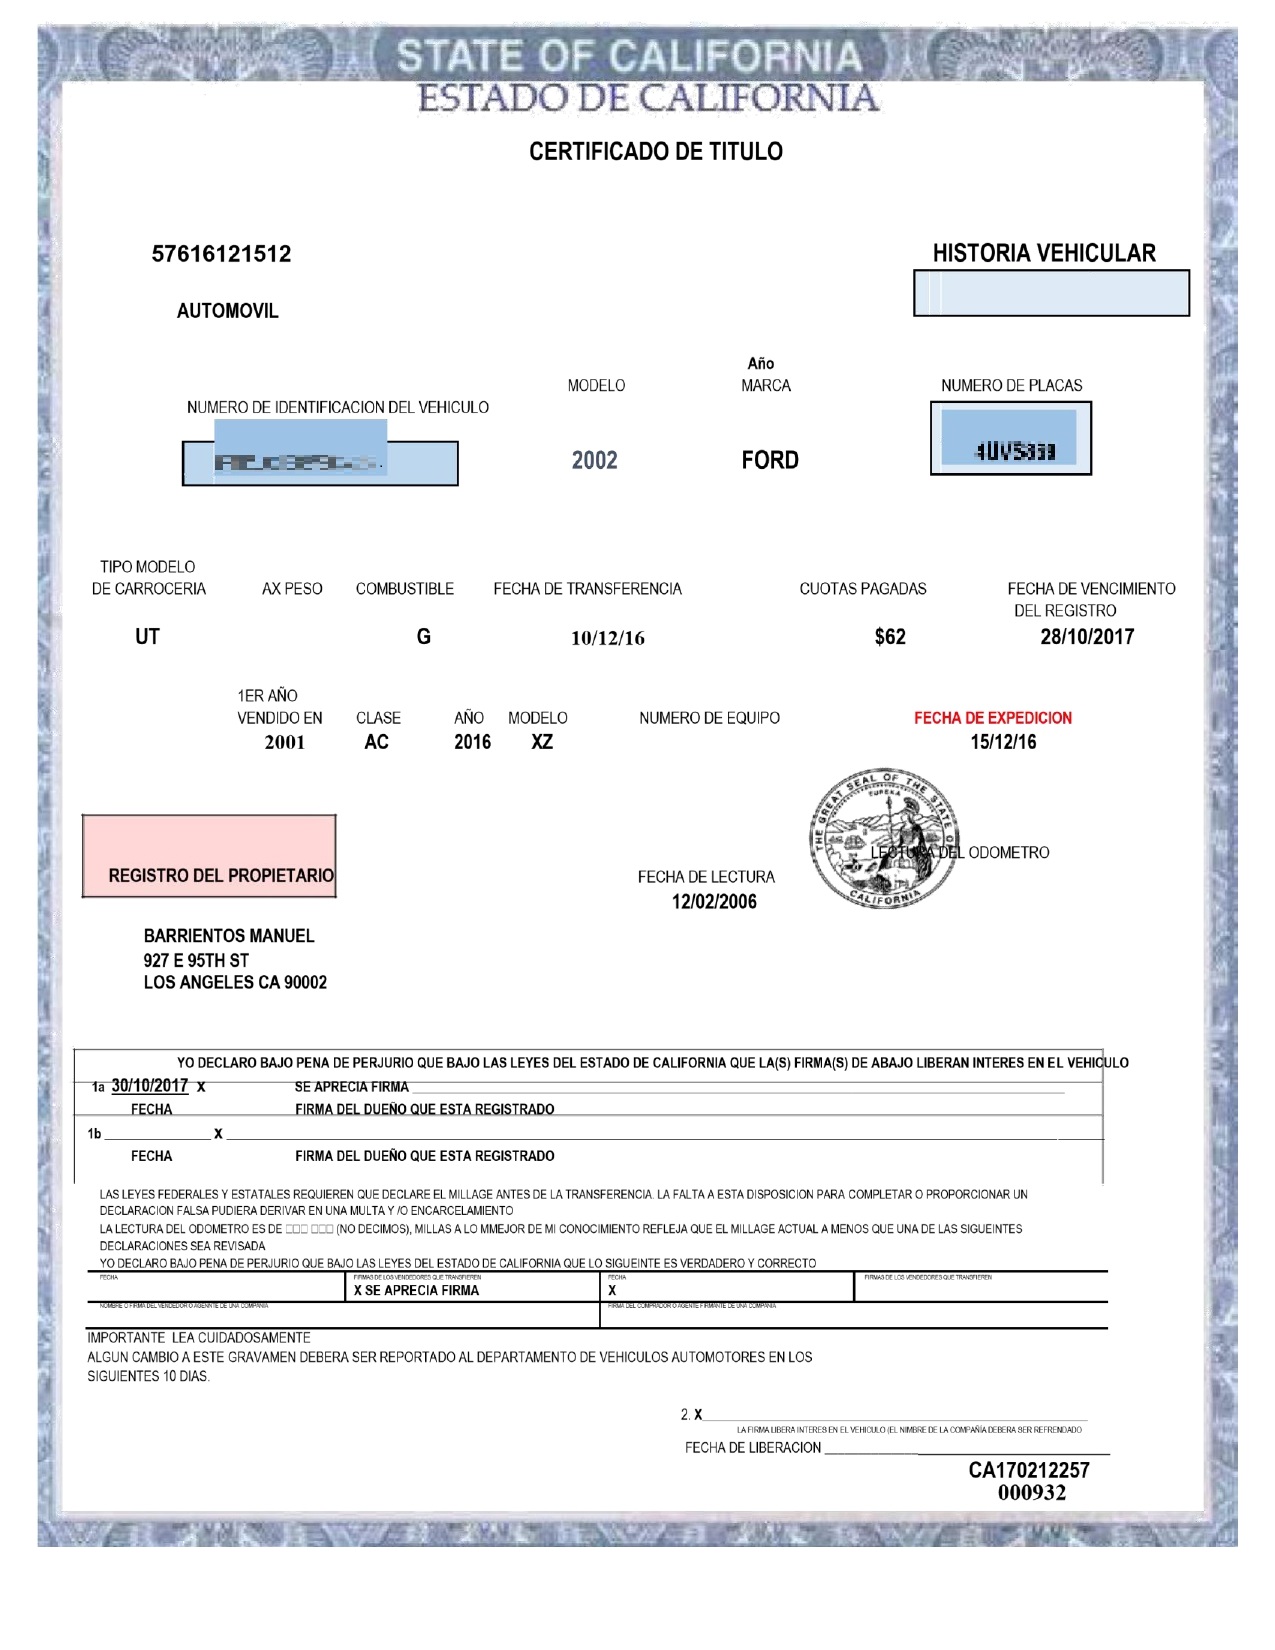 STATE OF CALIFORNIA
ESTADO DE CALIFORNIA
CERTIFICADO DE TITULO
57616121512
HISTORIA VEHICULAR
AUTOMOVIL
Año
MODELO MARCA NUMERO DE PLACAS
NUMERO DE IDENTIFICACION DEL VEHICULO
2002 FORD
TIPO MODELO
DE CARROCERIA AX PESO COMBUSTIBLE FECHA DE TRANSFERENCIA CUOTAS PAGADAS FECHA DE VENCIMIENTO
DEL REGISTRO
UT G 10/12/16 $62 28/10/2017
1ER AÑO
VENDIDO EN CLASE AÑO MODELO NUMERO DE EQUIPO FECHA DE EXPEDICION
2001 AC 2016 XZ 15/12/16
THE GREAT SEAL OF THE STATE O
EUREKA
CALIFORNIA
LECTURA DEL ODOMETRO
REGISTRO DEL PROPIETARIO
FECHA DE LECTURA
12/02/2006
BARRIENTOS MANUEL
927 E 95TH ST
LOS ANGELES CA 90002
YO DECLARO BAJO PENA DE PERJURIO QUE BAJO LAS LEYES DEL ESTADO DE CALIFORNIA QUE LA(S) FIRMA(S) DE ABAJO LIBERAN INTERES EN EL VEHICULO
1a 30/10/2017 X SE APRECIA FIRMA
FECHA FIRMA DEL DUEÑO QUE ESTA REGISTRADO
1b X
FECHA FIRMA DEL DUEÑO QUE ESTA REGISTRADO
LAS LEYES FEDERALES Y ESTATALES REQUIEREN QUE DECLARE EL MILLAGE ANTES DE LA TRANSFERENCIA. LA FALTA A ESTA DISPOSICION PARA COMPLETAR O PROPORCIONAR UN
DECLARACION FALSA PUDIERA DERIVAR EN UNA MULTA Y /O ENCARCELAMIENTO
LA LECTURA DEL ODOMETRO ES DE □□□ □□□ (NO DECIMOS), MILLAS A LO MMEJOR DE MI CONOCIMIENTO REFLEJA QUE EL MILLAGE ACTUAL A MENOS QUE UNA DE LAS SIGUEINTES
DECLARACIONES SEA REVISADA
YO DECLARO BAJO PENA DE PERJURIO QUE BAJO LAS LEYES DEL ESTADO DE CALIFORNIA QUE LO SIGUEINTE ES VERDADERO Y CORRECTO
FECHA FIRMAS DE LOS VENDEDORES QUE TRANSFIEREN FECHA FIRMAS DE LOS VENDEDORES QUE TRANSFIEREN
X SE APRECIA FIRMA X
NOMBRE O FIRMA DEL VENDEDOR O AGENNTE DE UNA COMPANIA FIRMA DEL COMPRADOR O AGENTE FIRMANTE DE UNA COMPANIA
IMPORTANTE LEA CUIDADOSAMENTE
ALGUN CAMBIO A ESTE GRAVAMEN DEBERA SER REPORTADO AL DEPARTAMENTO DE VEHICULOS AUTOMOTORES EN LOS
SIGUIENTES 10 DIAS.
2. X
LA FIRMA LIBERA INTERES EN EL VEHICULO (EL NIMBRE DE LA COMPAÑÍA DEBERA SER REFRENDADO
FECHA DE LIBERACION
CA170212257
000932